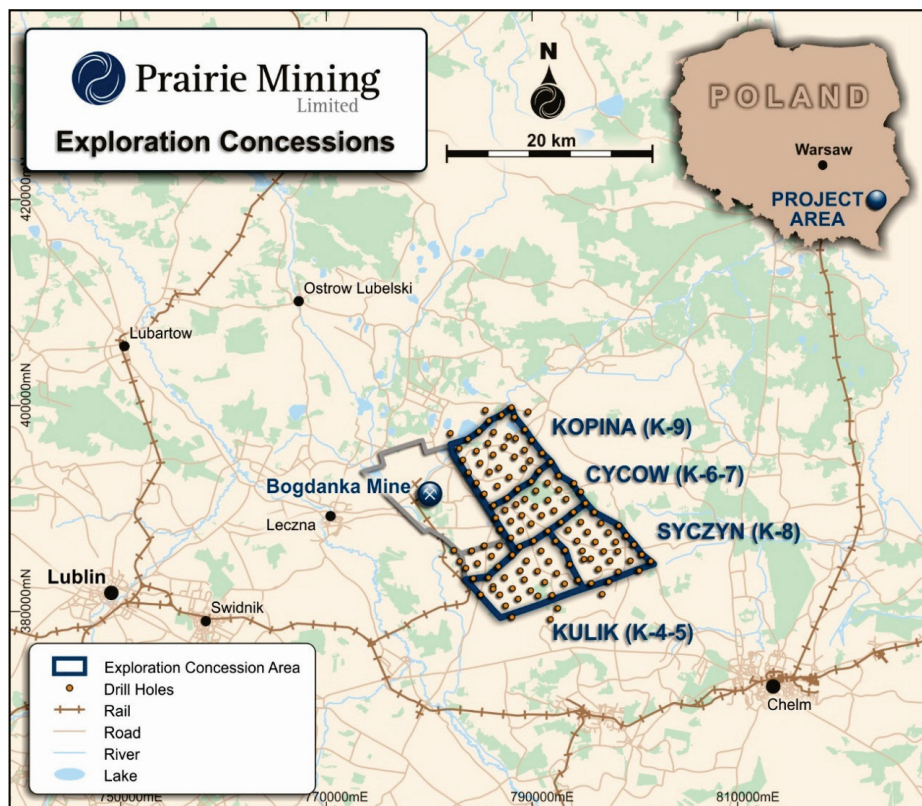 Prairie Mining
Limited
Exploration Concessions
N
20 km
POLAND
Warsaw
PROJECT
AREA
420000mN
Ostrow Lubelski
Lubartow
400000mN
KOPINA (K-9)
CYCOW (K-6-7)
Bogdanka Mine
Leczna
SYCZYN (K-8)
Lublin
Swidnik
380000mN
KULIK (K-4-5)
Exploration Concession Area
Drill Holes
Rail
Road
River
Lake
Chelm
750000mE
770000mE
790000mE
810000mE